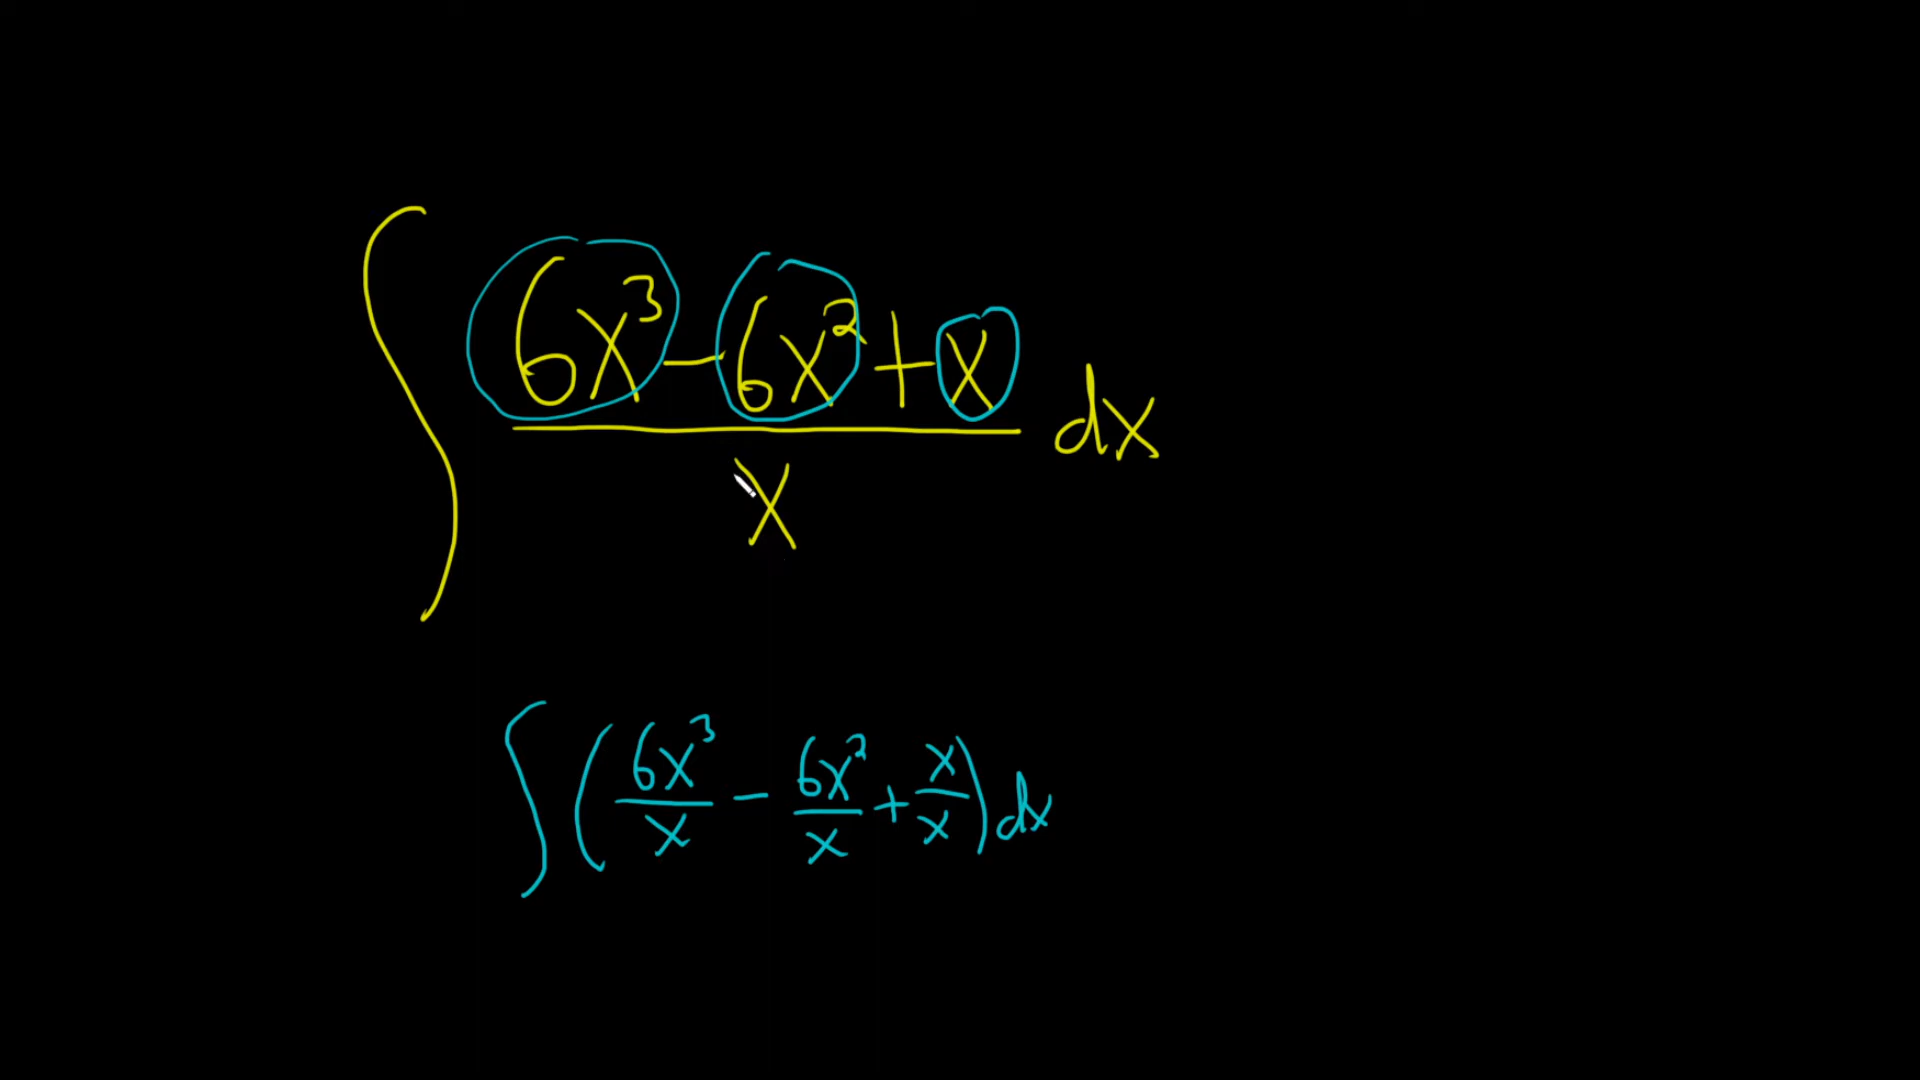 ∫ (6x³ − 6x² + x)/x dx
∫ (6x³/x − 6x²/x + x/x) dx